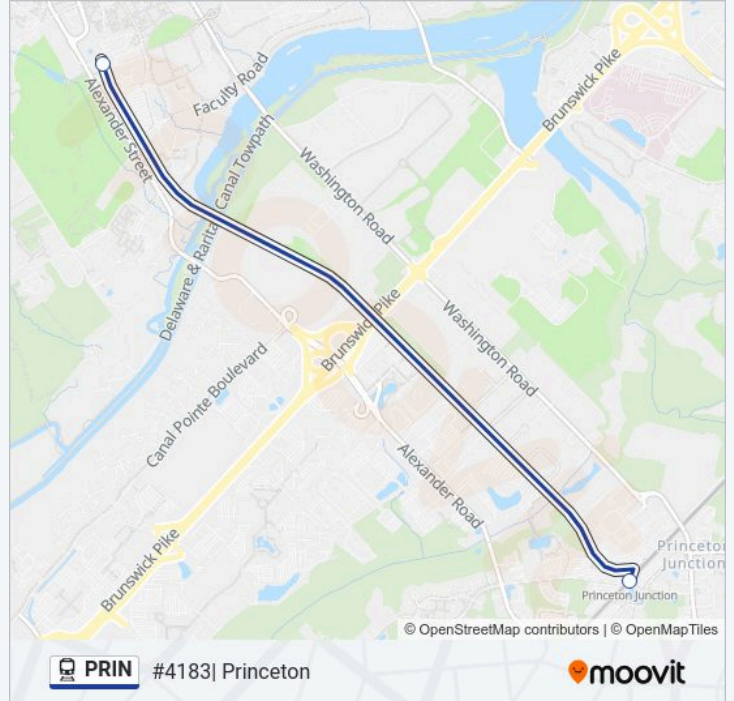 Faculty Road
Alexander Street
Brunswick Pike
Washington Road
Delaware & Raritan Canal Towpath
Brunswick Pike
Washington Road
Canal Pointe Boulevard
Alexander Road
Brunswick Pike
Princeton
Junction
Princeton Junction
© OpenStreetMap contributors | © OpenMapTiles
PRIN #4183| Princeton moovit